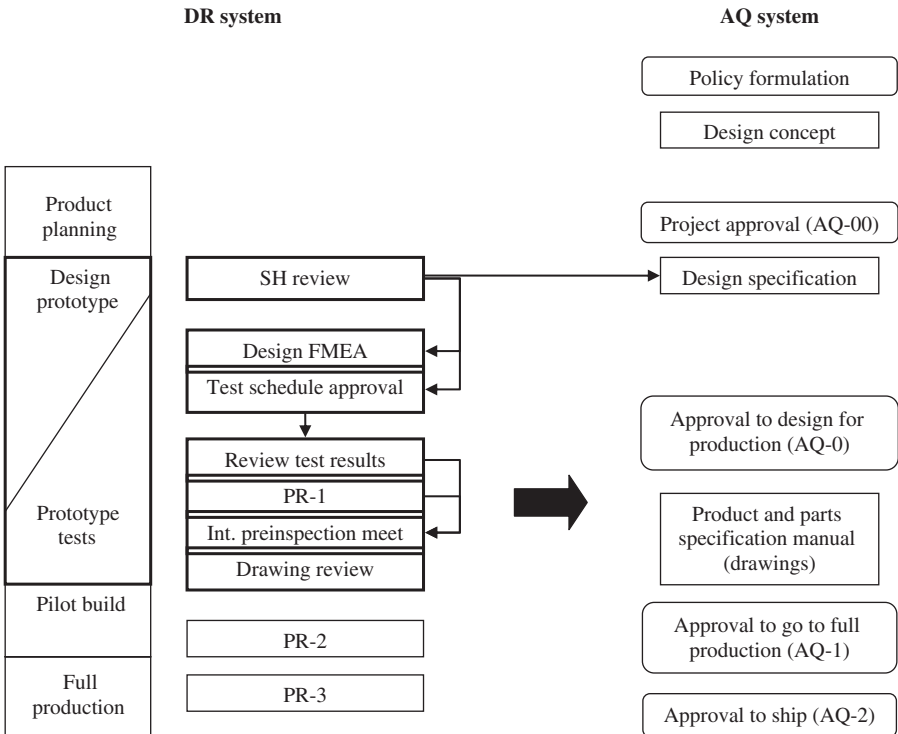 DR system
AQ system
Policy formulation
Design concept
Product
planning
Project approval (AQ-00)
Design
prototype
SH review
Design specification
Design FMEA
Test schedule approval
Approval to design for
production (AQ-0)
Review test results
PR-1
Prototype
tests
Int. preinspection meet
Product and parts
specification manual
(drawings)
Drawing review
Pilot build
PR-2
Approval to go to full
production (AQ-1)
Full
production
PR-3
Approval to ship (AQ-2)